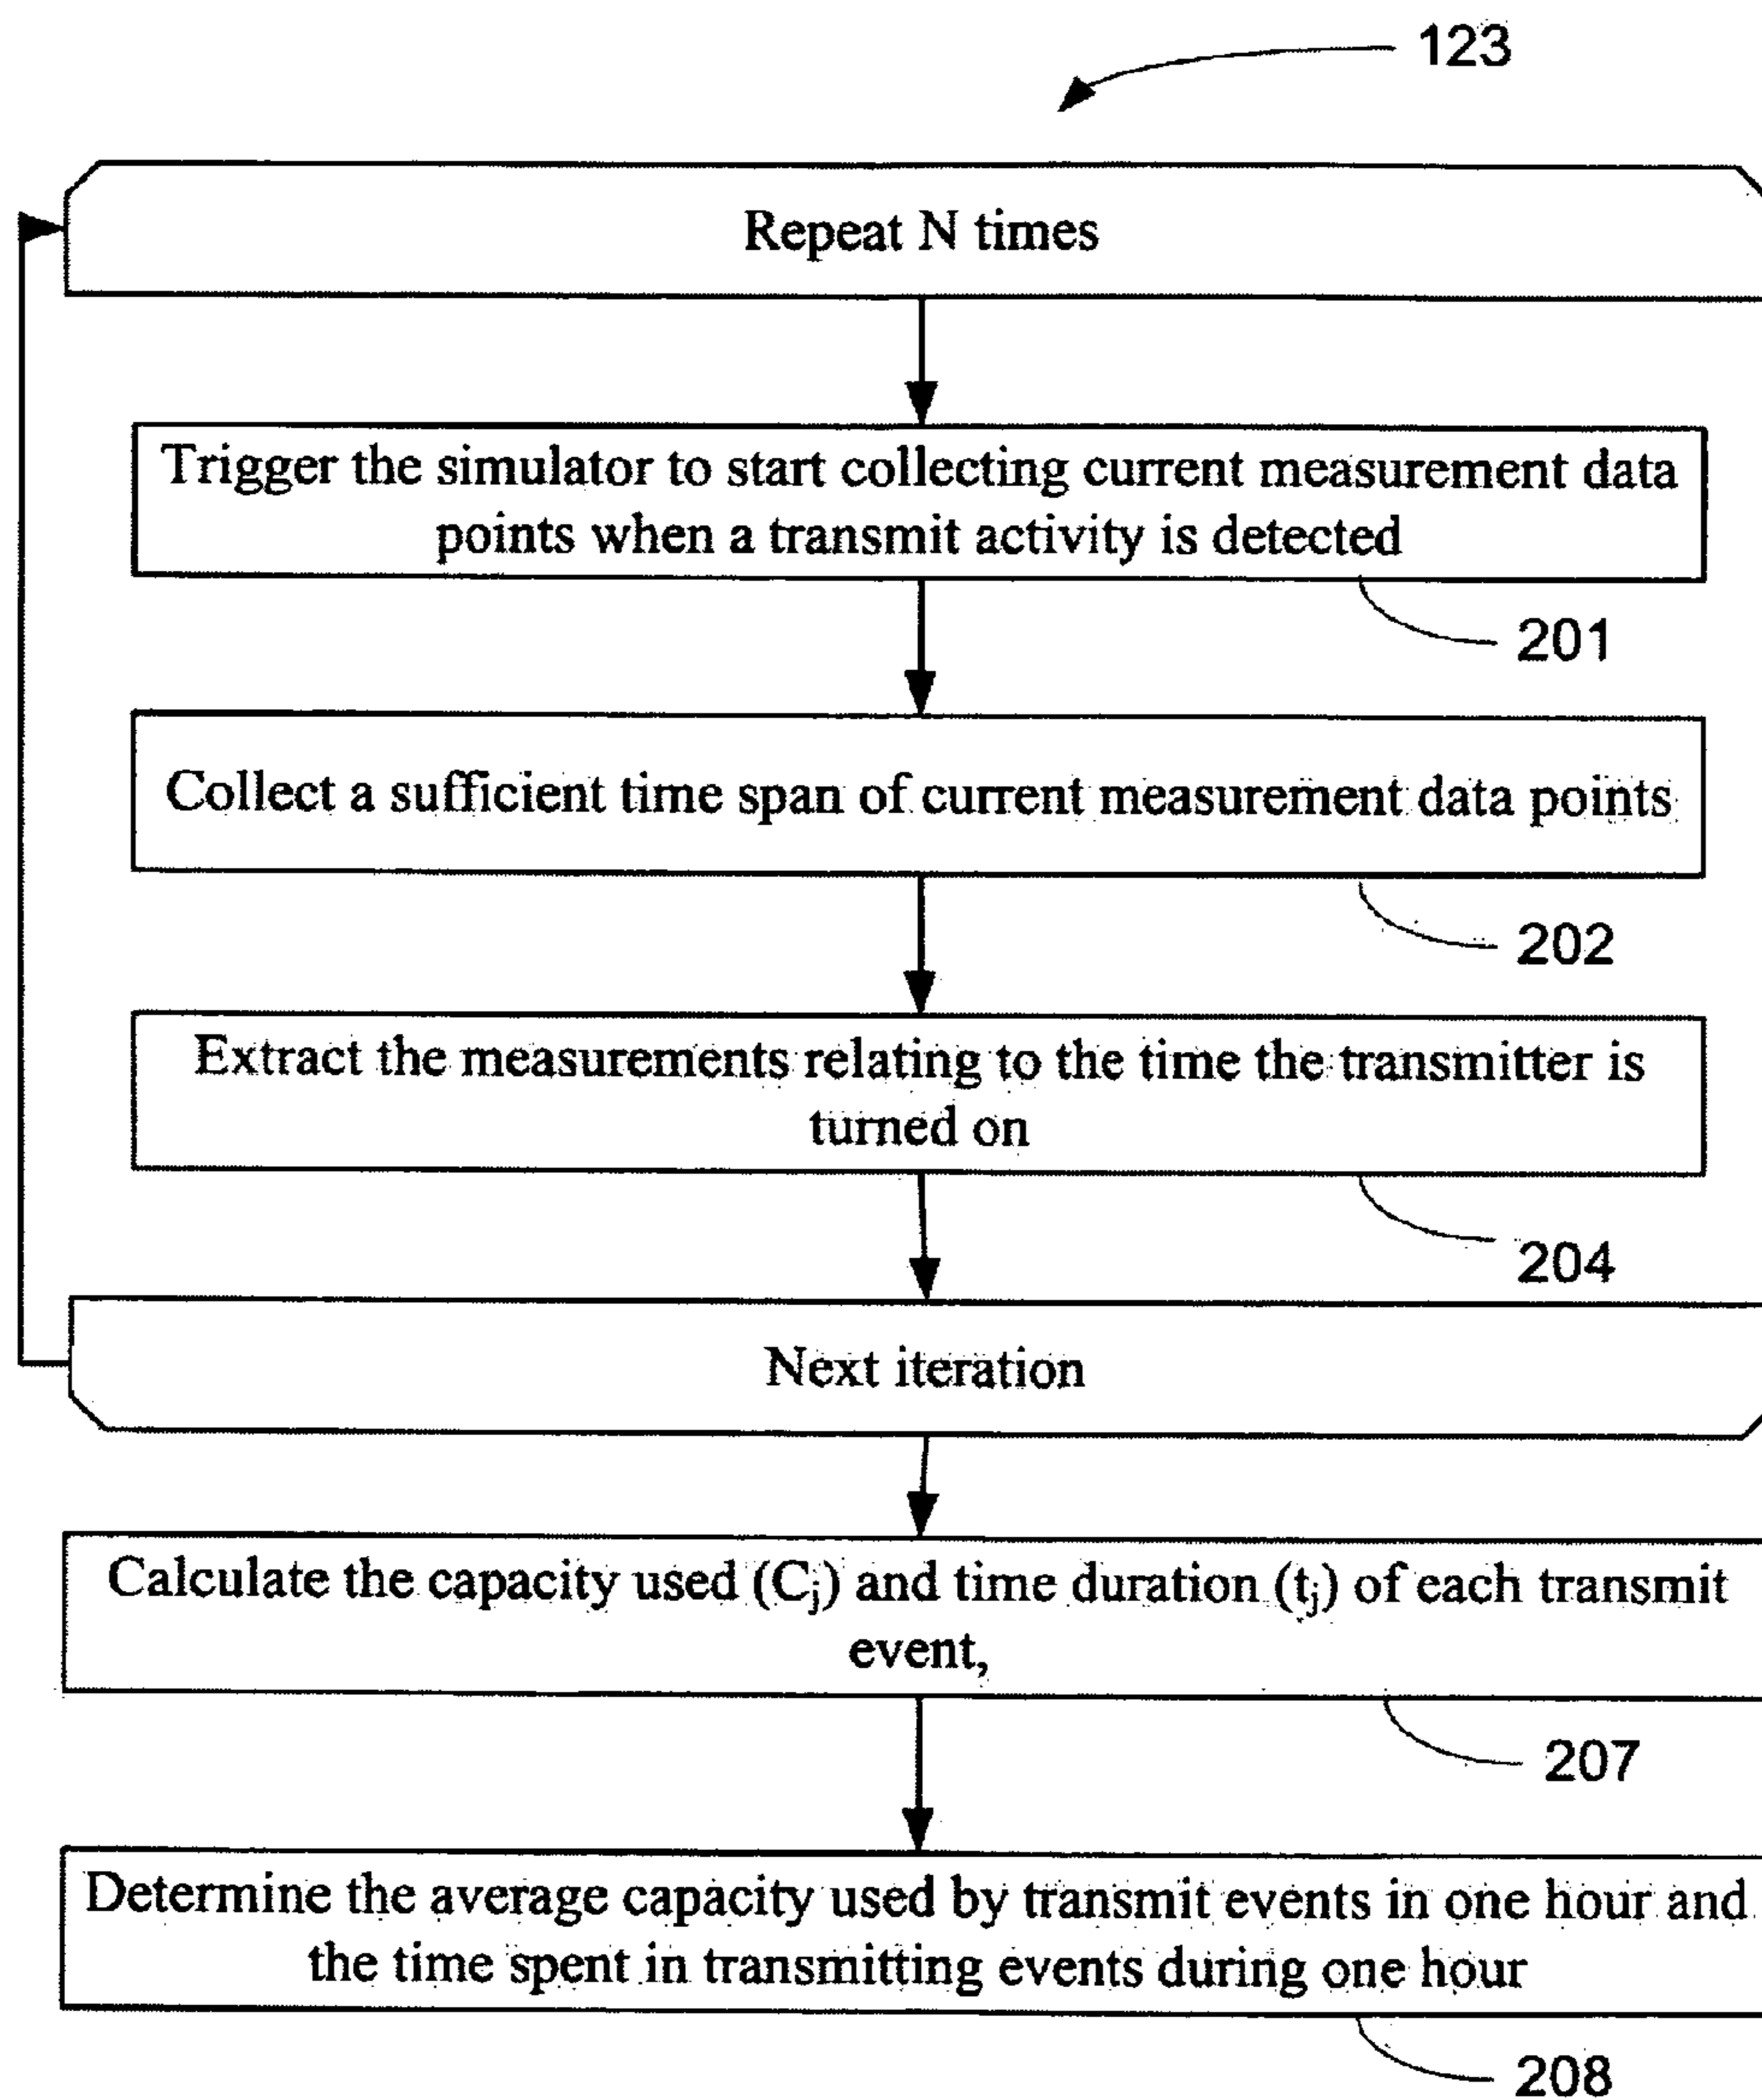 123
Repeat N times
Trigger the simulator to start collecting current measurement data
points when a transmit activity is detected
201
Collect a sufficient time span of current measurement data points
202
Extract the measurements relating to the time the transmitter is
turned on
204
Next iteration
Calculate the capacity used (Cj) and time duration (tj) of each transmit
event,
207
Determine the average capacity used by transmit events in one hour and
the time spent in transmitting events during one hour
208